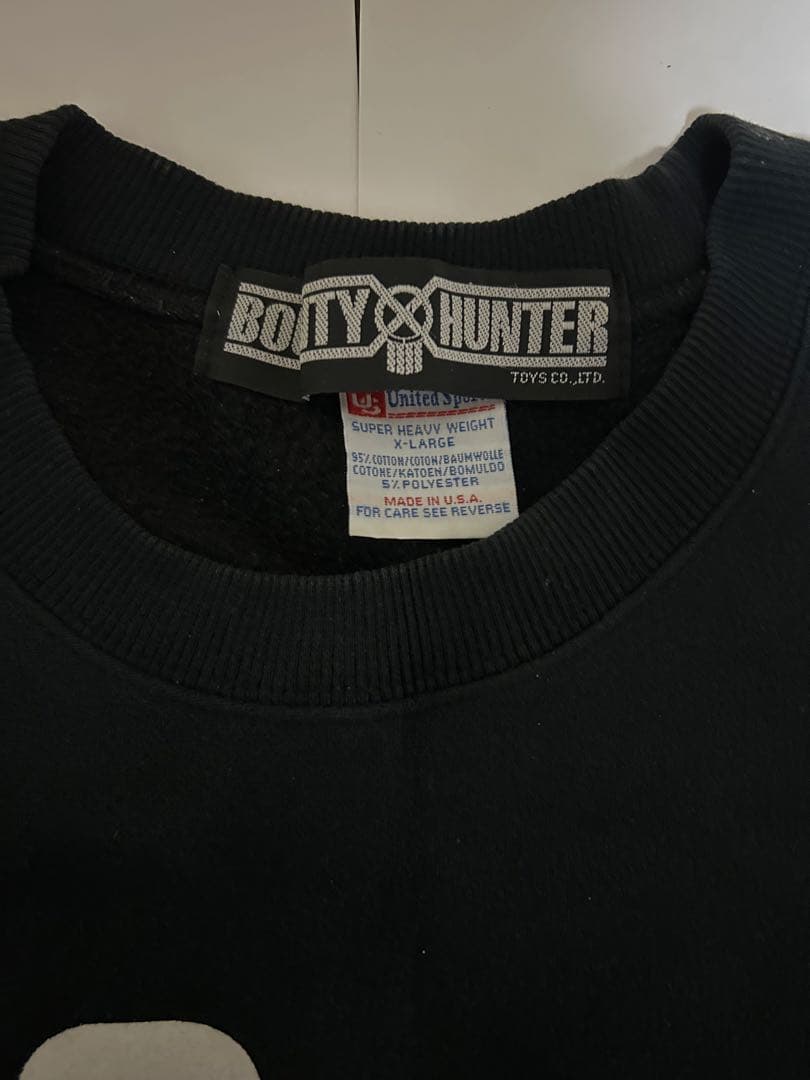 BOUNTY HUNTER
TOYS CO.,LTD.
US United
SUPER HEAVY WEIGHT
X-LARGE
95% COTTON/COTON/BAUMWOLLE
COTONE/KATOEN/BOMULDO
5% POLYESTER
MADE IN U.S.A.
FOR CARE SEE REVERSE